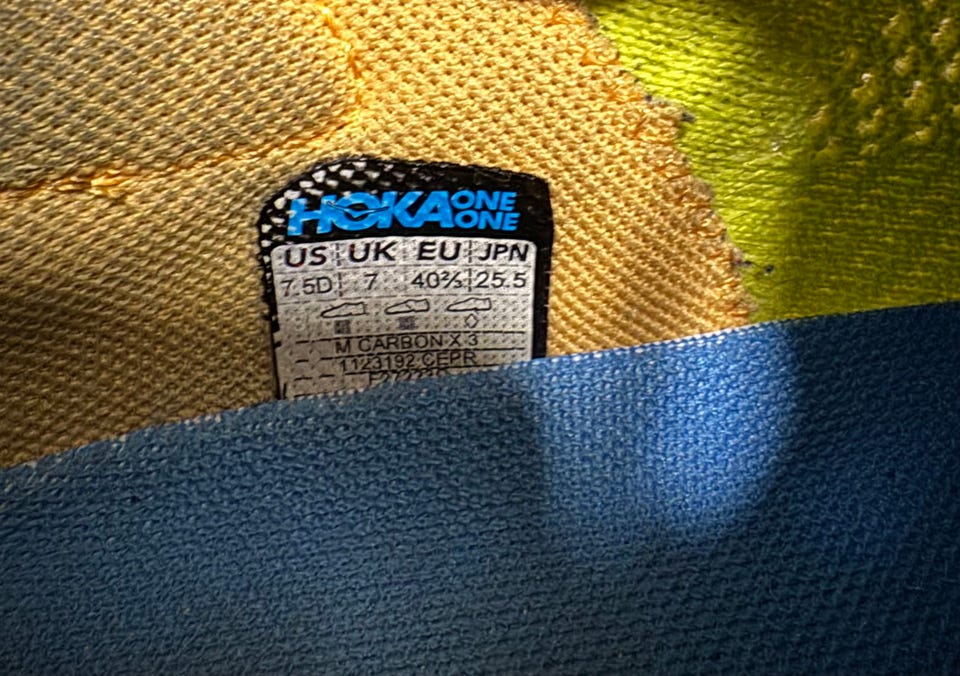 HOKA ONE ONE
US UK EU JPN
7.5D 7 40⅔ 25.5
M CARBON X 3
1123192 CEPR